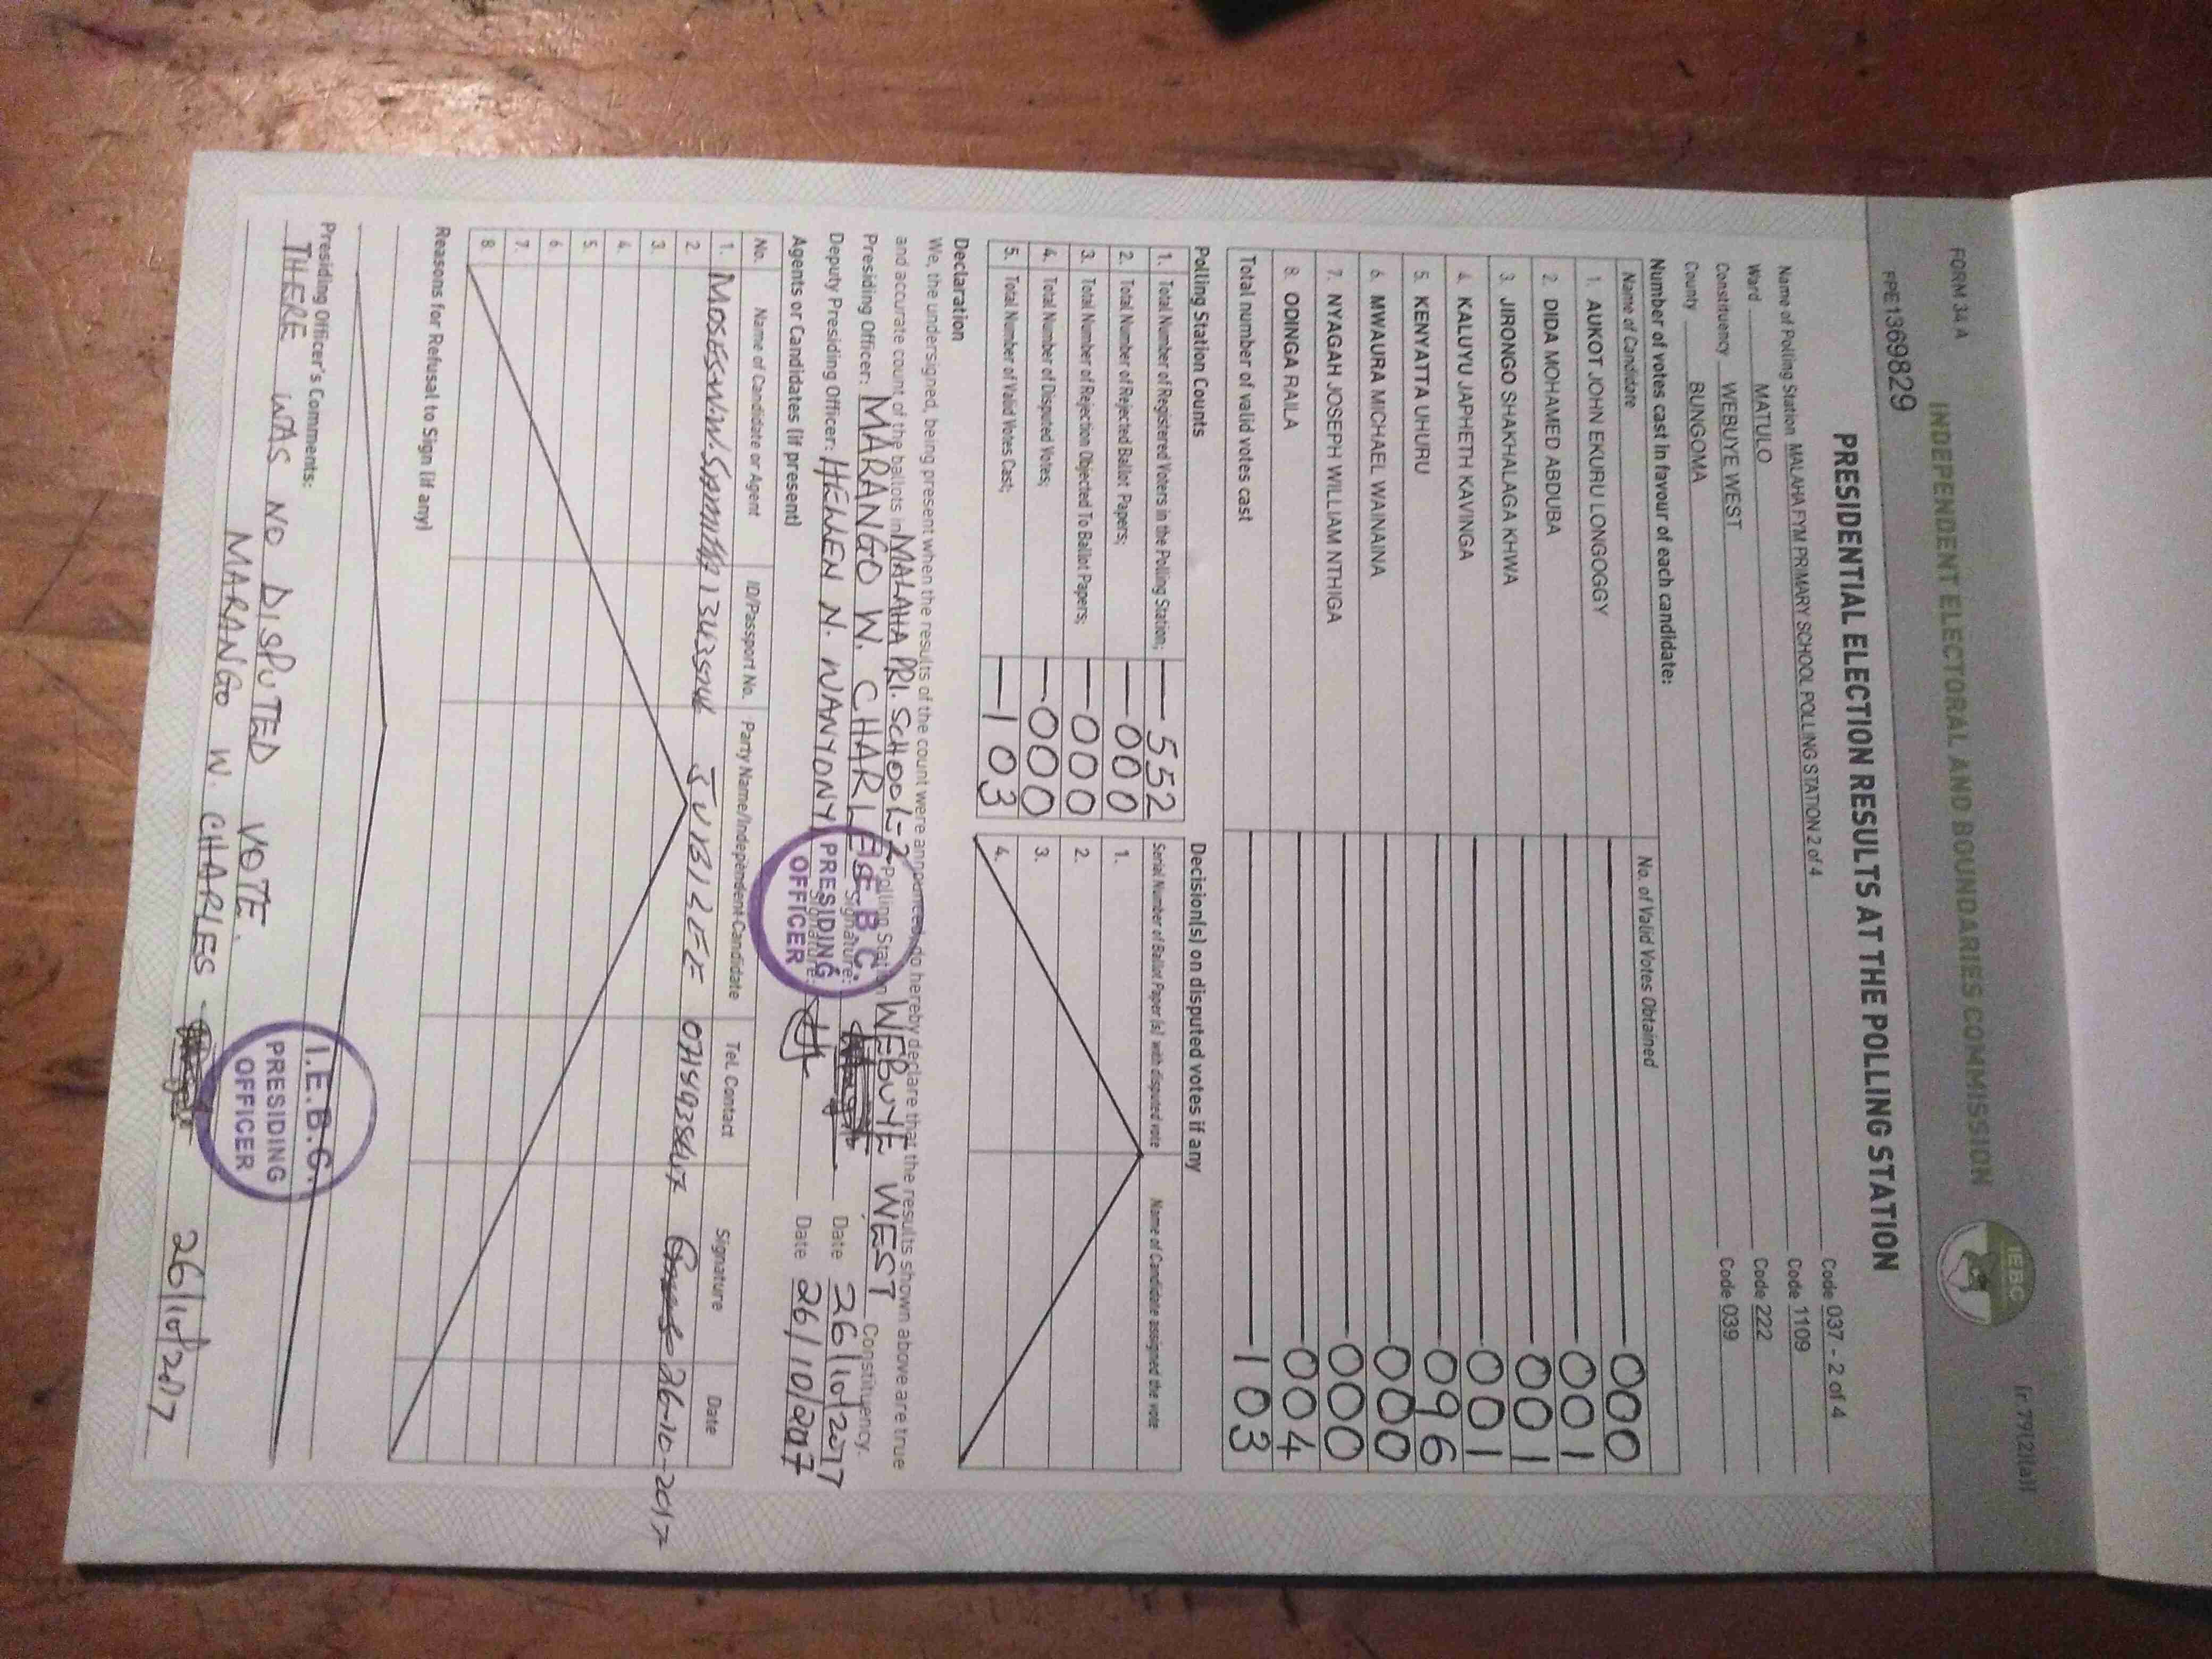 FORM 34 A
INDEPENDENT ELECTORAL AND BOUNDARIES COMMISSION
IEBC
[r.79(2)(a)]
PPE1369829
PRESIDENTIAL ELECTION RESULTS AT THE POLLING STATION
Name of Polling Station MALAHA FYM PRIMARY SCHOOL POLLING STATION 2 of 4 Code 037 - 2 of 4
Ward MATULO Code 1109
Constituency WEBUYE WEST Code 222
County BUNGOMA Code 039
Number of votes cast in favour of each candidate:
Name of Candidate No. of Valid Votes Obtained
1. AUKOT JOHN EKURU LONGOGGY 000
2. DIDA MOHAMED ABDUBA 001
3. JIRONGO SHAKHALAGA KHWA 001
4. KALUYU JAPHETH KAVINGA 001
5. KENYATTA UHURU 096
6. MWAURA MICHAEL WAINAINA 000
7. NYAGAH JOSEPH WILLIAM NTHIGA 000
8. ODINGA RAILA 004
Total number of valid votes cast 103
Polling Station Counts
1. Total Number of Registered Voters in the Polling Station; 552
2. Total Number of Rejected Ballot Papers; 000
3. Total Number of Rejection Objected To Ballot Papers; 000
4. Total Number of Disputed Votes; 000
5. Total Number of Valid Votes Cast; 103
Decision(s) on disputed votes if any
Serial Number of Ballot Paper (s) with disputed vote Name of Candidate assigned the vote
1.
2.
3.
4.
Declaration
We, the undersigned, being present when the results of the count were announced, do hereby declare that the results shown above are true
and accurate count of the ballots in MALAHA PRI. SCHOOL-2 Polling Station WEBUYE WEST Constituency.
Presiding Officer: MARANGO W. CHARLES Signature: Date 26/10/2017
Deputy Presiding Officer: HELLEN N. WANYONYI Signature: Date 26/10/2017
I.E.B.C.
PRESIDING
OFFICER
Agents or Candidates (if present)
No. Name of Candidate or Agent ID/Passport No. Party Name/Independent Candidate Tel. Contact Signature Date
1. MOSES JUBILEE 26-10-2017
2.
3.
4.
5.
6.
7.
8.
Reasons for Refusal to Sign (if any)
Presiding Officer's Comments:
THERE WAS NO DISPUTED VOTE.
MARANGO W. CHARLES 26/10/2017
I.E.B.C.
PRESIDING
OFFICER